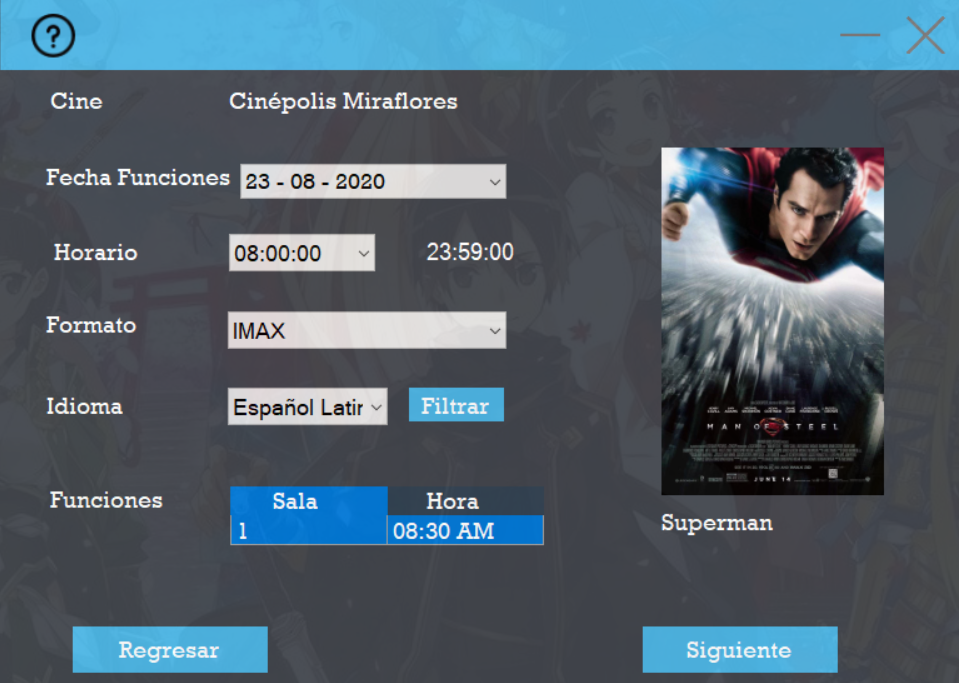 ?
Cine Cinépolis Miraflores
Fecha Funciones 23 - 08 - 2020
Horario 08:00:00 23:59:00
Formato IMAX
Idioma Español Latir Filtrar
Funciones Sala Hora
1 08:30 AM
MAN OF STEEL
JUNE 14
Superman
Regresar Siguiente